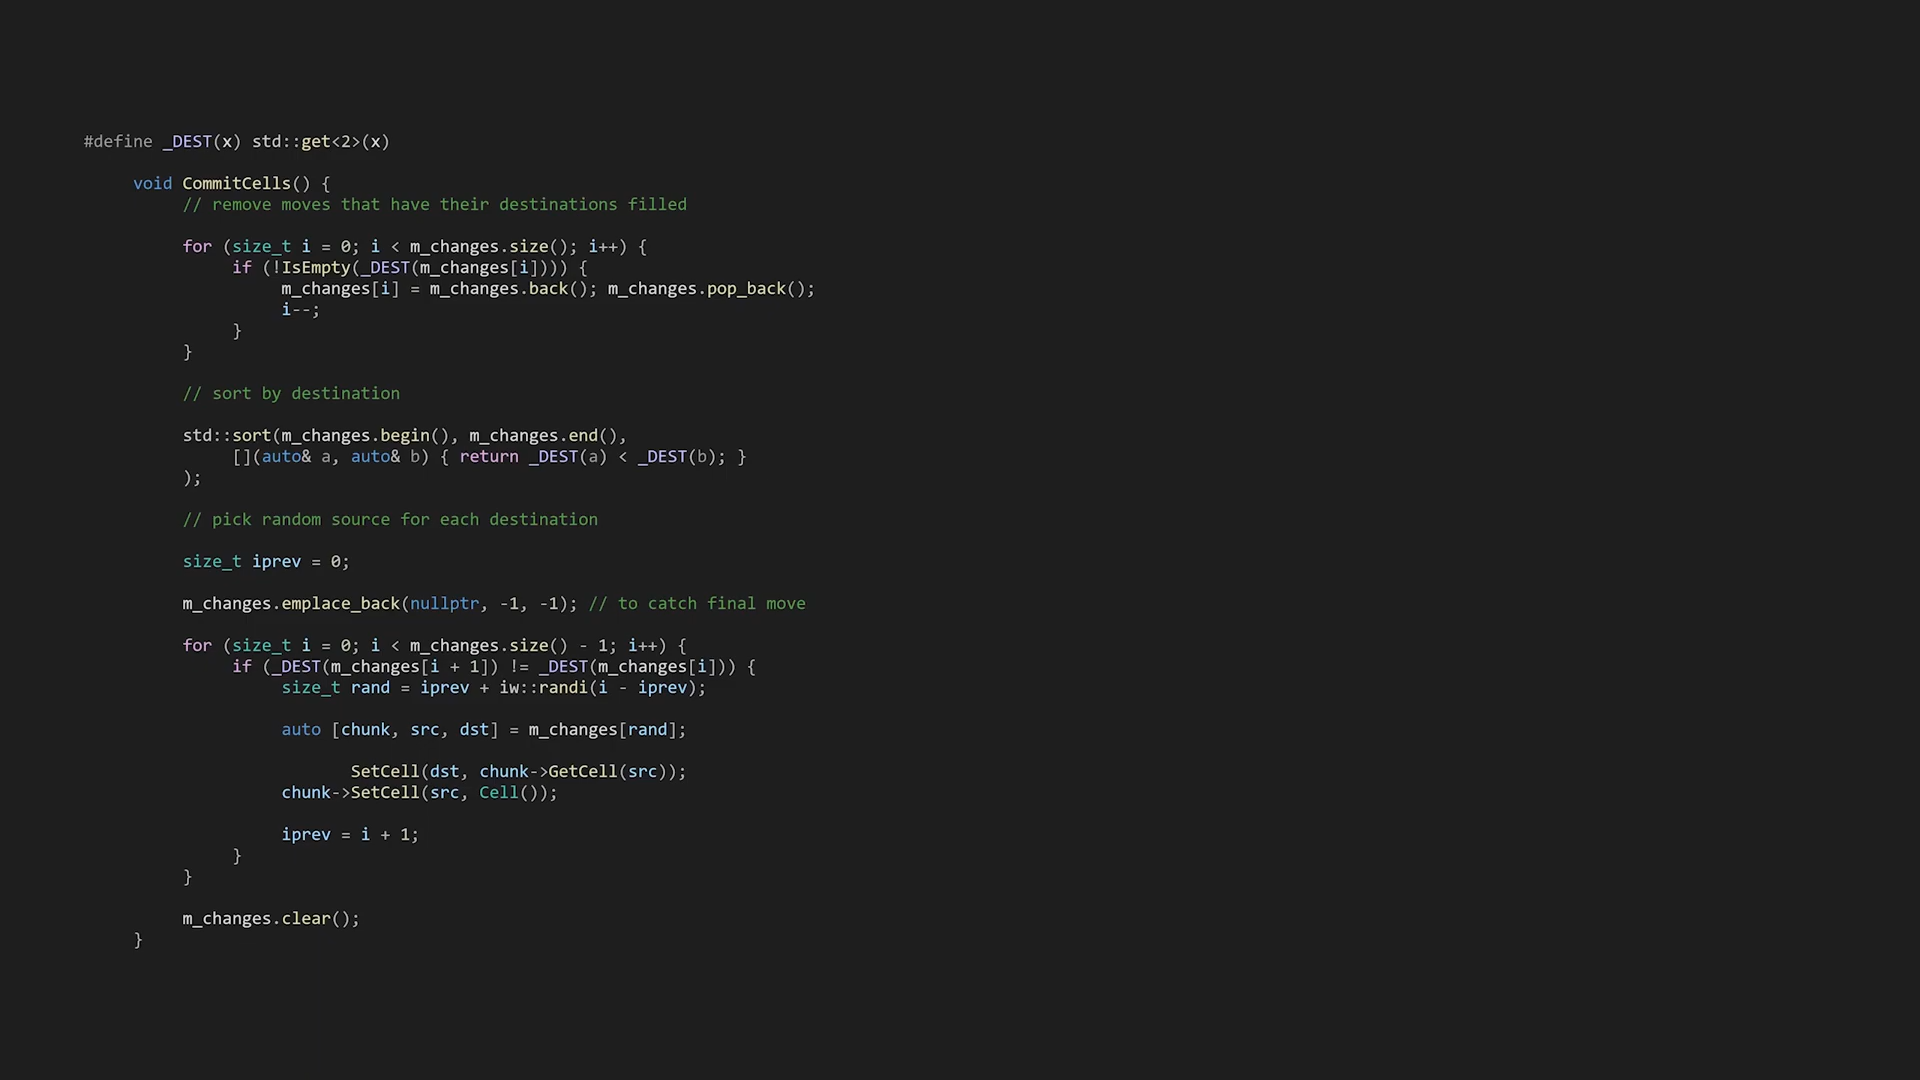 #define _DEST(x) std::get<2>(x)
void CommitCells() {
// remove moves that have their destinations filled
for (size_t i = 0; i < m_changes.size(); i++) {
if (!IsEmpty(_DEST(m_changes[i]))) {
m_changes[i] = m_changes.back(); m_changes.pop_back();
i--;
}
}
// sort by destination
std::sort(m_changes.begin(), m_changes.end(),
[](auto& a, auto& b) { return _DEST(a) < _DEST(b); }
);
// pick random source for each destination
size_t iprev = 0;
m_changes.emplace_back(nullptr, -1, -1); // to catch final move
for (size_t i = 0; i < m_changes.size() - 1; i++) {
if (_DEST(m_changes[i + 1]) != _DEST(m_changes[i])) {
size_t rand = iprev + iw::randi(i - iprev);
auto [chunk, src, dst] = m_changes[rand];
SetCell(dst, chunk->GetCell(src));
chunk->SetCell(src, Cell());
iprev = i + 1;
}
}
m_changes.clear();
}